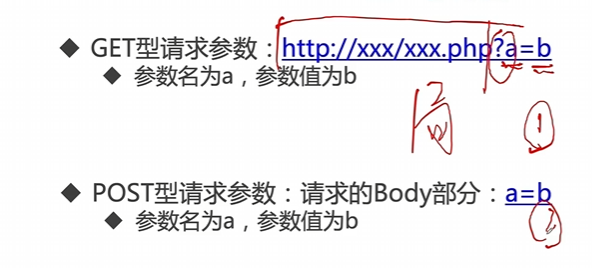 ◆ GET型请求参数：http://xxx/xxx.php?a=b
◆ 参数名为a，参数值为b
①
◆ POST型请求参数：请求的Body部分：a=b
◆ 参数名为a，参数值为b
②